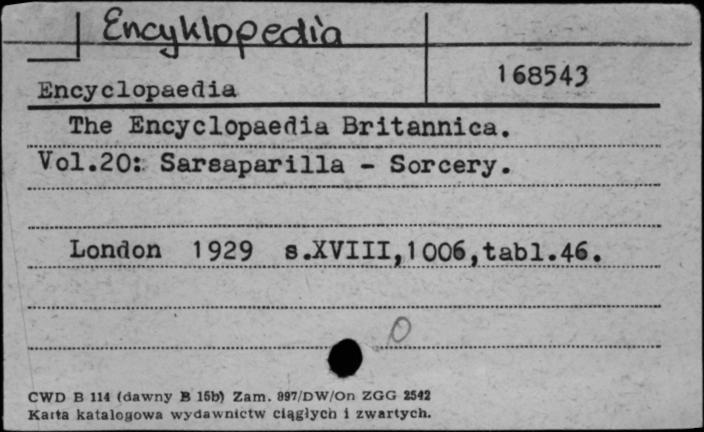 Encyklopedia
Encyclopaedia
168543
The Encyclopaedia Britannica.
Vol.20: Sarsaparilla - Sorcery.
London 1929 s.XVIII,1006,tabl.46.
0
CWD B 114 (dawny B 15b) Zam. 897/DW/On ZGG 2542
Karta katalogowa wydawnictw ciągłych i zwartych.